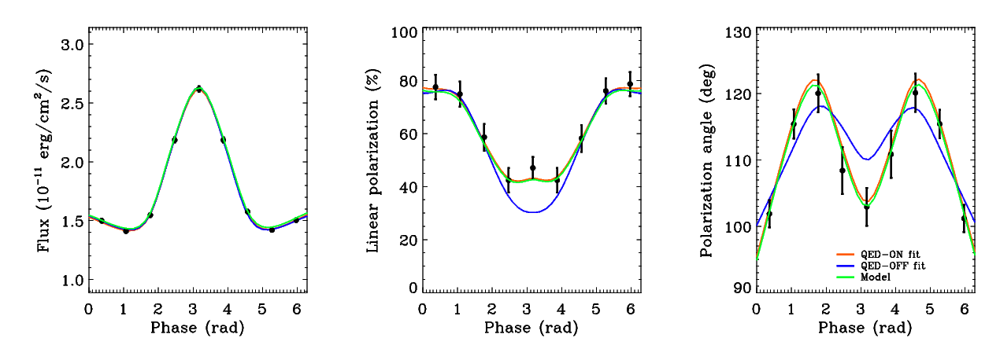 Flux (10⁻¹¹ erg/cm²/s)
3.0
2.5
2.0
1.5
1.0
0 1 2 3 4 5 6
Phase (rad)
Linear polarization (%)
100
80
60
40
20
0
0 1 2 3 4 5 6
Phase (rad)
Polarization angle (deg)
130
120
110
100
90
QED-ON fit
QED-OFF fit
Model
0 1 2 3 4 5 6
Phase (rad)